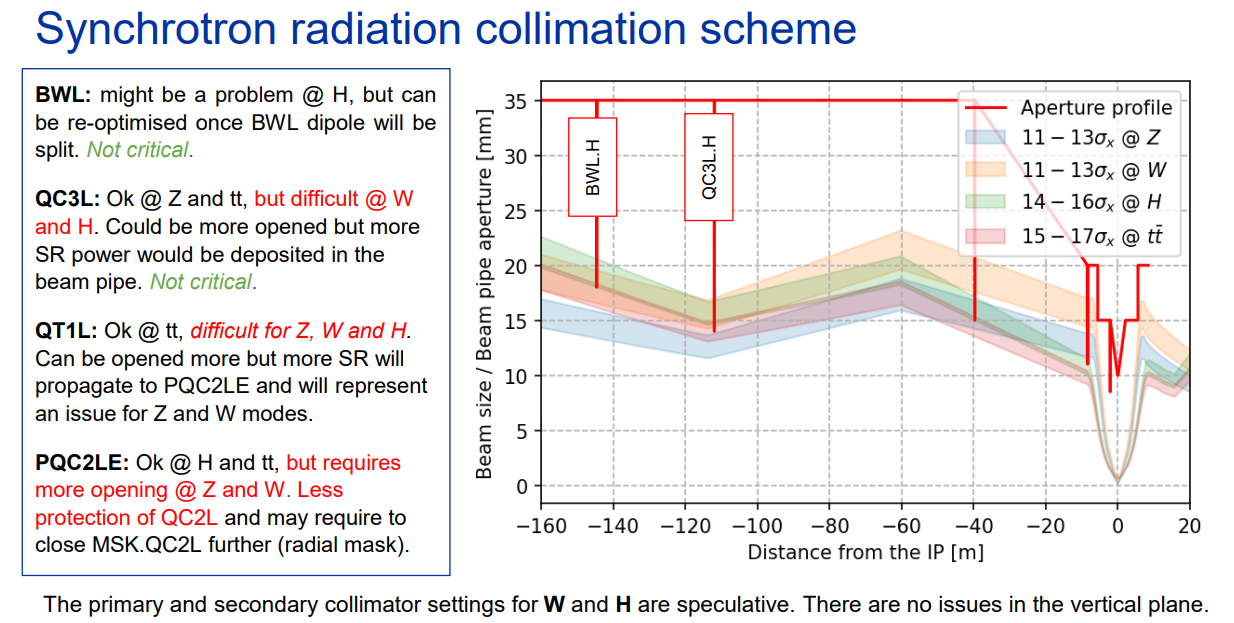 Synchrotron radiation collimation scheme
BWL: might be a problem @ H, but can
be re-optimised once BWL dipole will be
split. Not critical.
QC3L: Ok @ Z and tt, but difficult @ W
and H. Could be more opened but more
SR power would be deposited in the
beam pipe. Not critical.
QT1L: Ok @ tt, difficult for Z, W and H.
Can be opened more but more SR will
propagate to PQC2LE and will represent
an issue for Z and W modes.
PQC2LE: Ok @ H and tt, but requires
more opening @ Z and W. Less
protection of QC2L and may require to
close MSK.QC2L further (radial mask).
Beam size / Beam pipe aperture [mm]
35
30
25
20
15
10
5
0
BWL.H
QC3L.H
Aperture profile
11 − 13σx @ Z
11 − 13σx @ W
14 − 16σx @ H
15 − 17σx @ tt̄
−160 −140 −120 −100 −80 −60 −40 −20 0 20
Distance from the IP [m]
The primary and secondary collimator settings for W and H are speculative. There are no issues in the vertical plane.